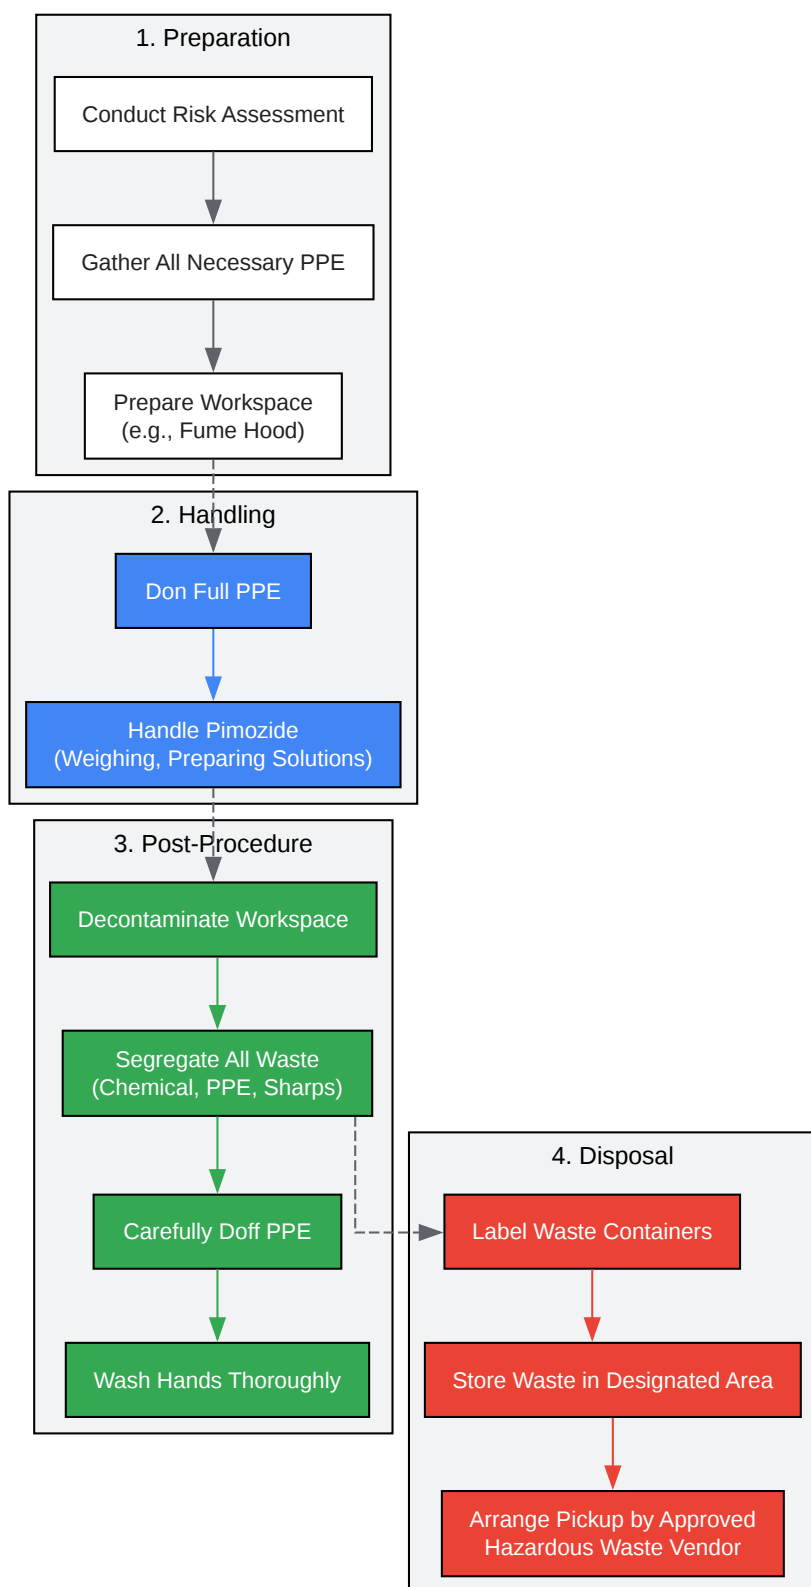 1. Preparation
Conduct Risk Assessment
Gather All Necessary PPE
Prepare Workspace
(e.g., Fume Hood)
2. Handling
Don Full PPE
Handle Pimozide
(Weighing, Preparing Solutions)
3. Post-Procedure
Decontaminate Workspace
Segregate All Waste
(Chemical, PPE, Sharps)
Carefully Doff PPE
Wash Hands Thoroughly
4. Disposal
Label Waste Containers
Store Waste in Designated Area
Arrange Pickup by Approved
Hazardous Waste Vendor